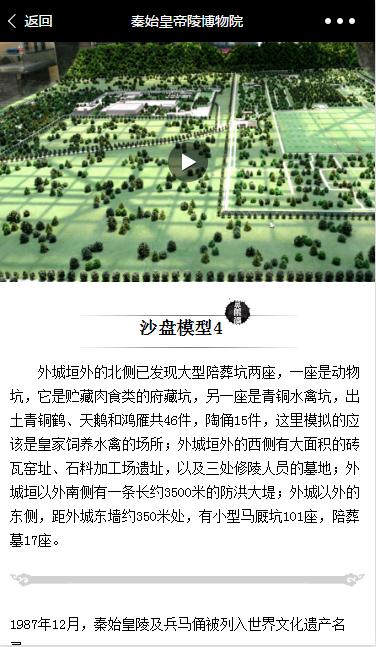 返回
秦始皇帝陵博物院
沙盘模型4
外城垣外的北侧已发现大型陪葬坑两座，一座是动物
坑，它是贮藏肉食类的府藏坑，另一座是青铜水禽坑，出
土青铜鹤、天鹅和鸿雁共46件，陶俑15件，这里模拟的应
该是皇家饲养水禽的场所；外城垣外的西侧有大面积的砖
瓦窑址、石料加工场遗址，以及三处修陵人员的墓地；外
城垣以外南侧有一条长约3500米的防洪大堤；外城以外的
东侧，距外城东墙约350米处，有小型马厩坑101座，陪葬
墓17座。
1987年12月，秦始皇陵及兵马俑被列入世界文化遗产名